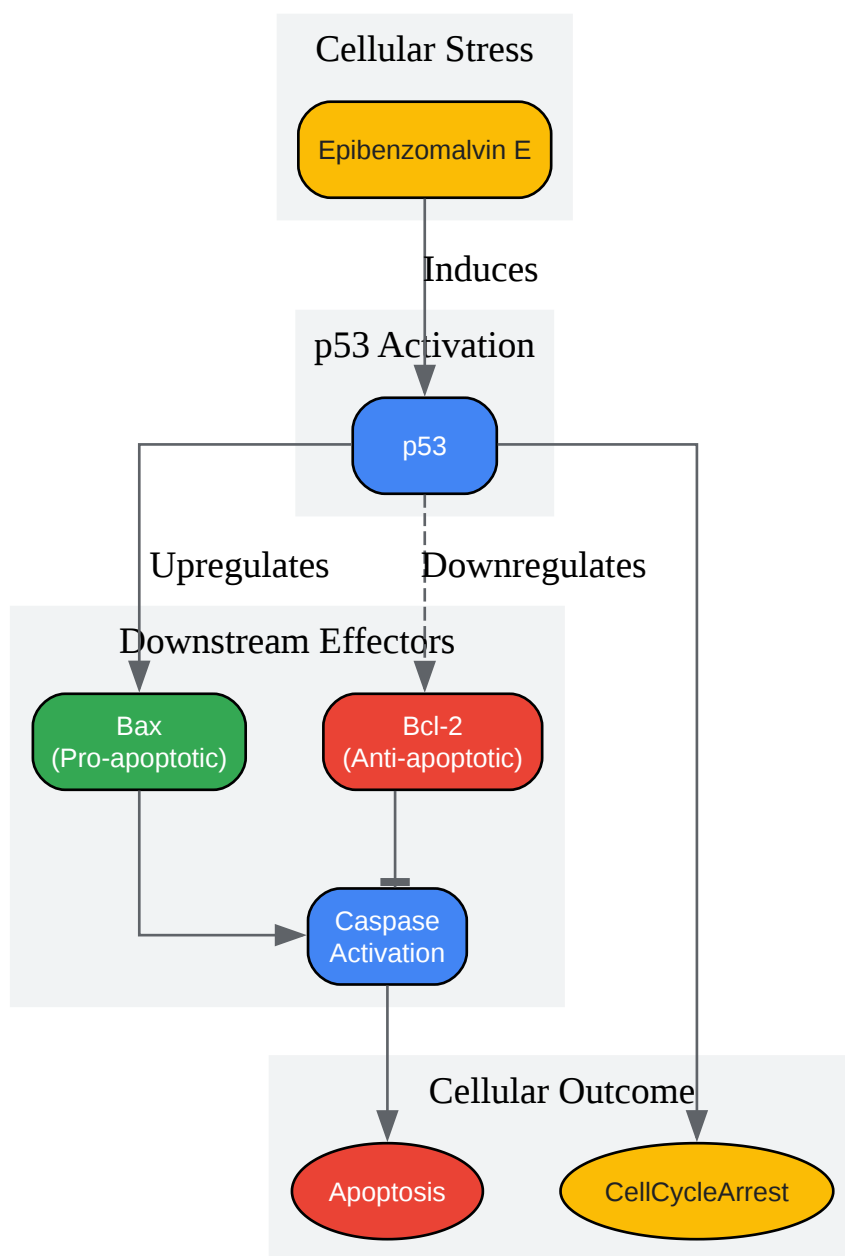 Cellular Stress
Epibenzomalvin E
Induces
p53 Activation
p53
Upregulates
Downregulates
Downstream Effectors
Bax
(Pro-apoptotic)
Bcl-2
(Anti-apoptotic)
Caspase
Activation
Cellular Outcome
Apoptosis
CellCycleArrest